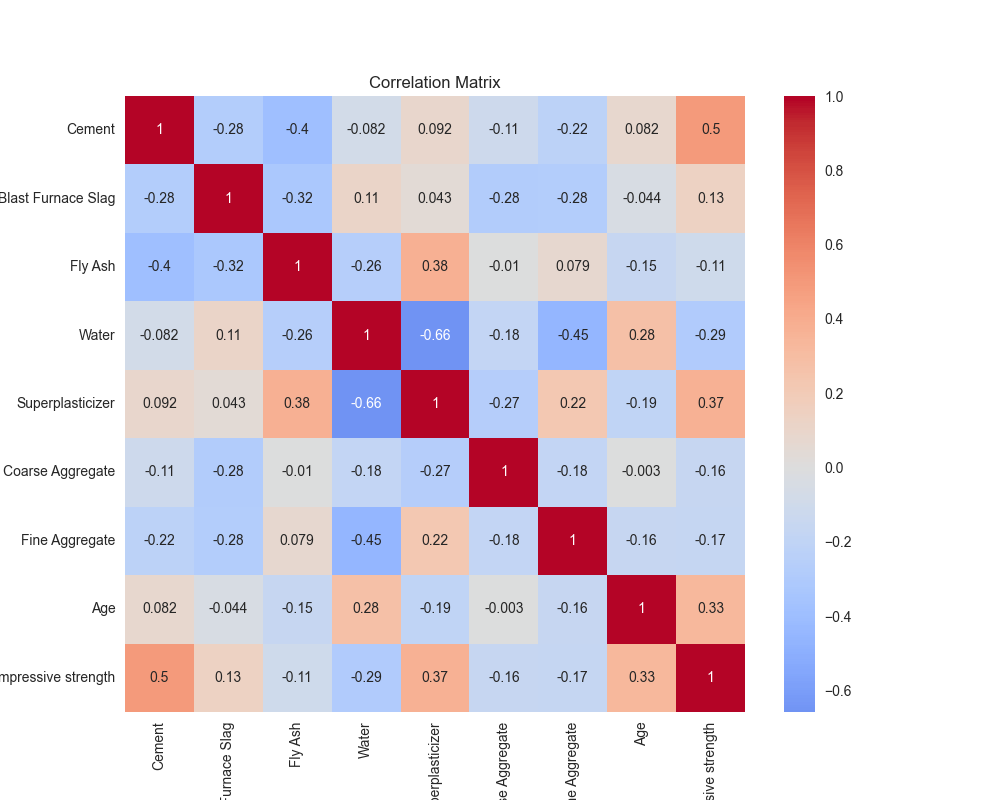 Correlation Matrix
Cement 1 -0.28 -0.4 -0.082 0.092 -0.11 -0.22 0.082 0.5
Blast Furnace Slag -0.28 1 -0.32 0.11 0.043 -0.28 -0.28 -0.044 0.13
Fly Ash -0.4 -0.32 1 -0.26 0.38 -0.01 0.079 -0.15 -0.11
Water -0.082 0.11 -0.26 1 -0.66 -0.18 -0.45 0.28 -0.29
Superplasticizer 0.092 0.043 0.38 -0.66 1 -0.27 0.22 -0.19 0.37
Coarse Aggregate -0.11 -0.28 -0.01 -0.18 -0.27 1 -0.18 -0.003 -0.16
Fine Aggregate -0.22 -0.28 0.079 -0.45 0.22 -0.18 1 -0.16 -0.17
Age 0.082 -0.044 -0.15 0.28 -0.19 -0.003 -0.16 1 0.33
mpressive strength 0.5 0.13 -0.11 -0.29 0.37 -0.16 -0.17 0.33 1
Cement
Furnace Slag
Fly Ash
Water
perplasticizer
se Aggregate
ne Aggregate
Age
sive strength
1.0
0.8
0.6
0.4
0.2
0.0
−0.2
−0.4
−0.6